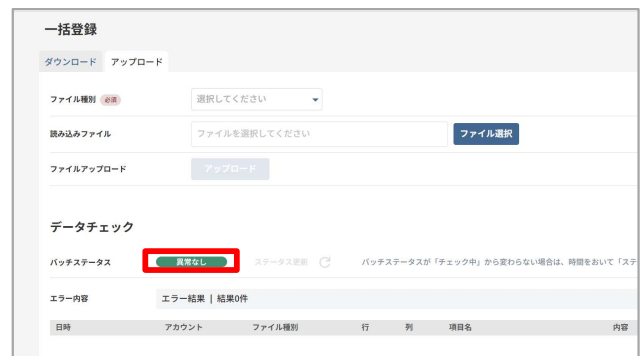 一括登録
ダウンロード アップロード
ファイル種別 必須 選択してください
読み込みファイル ファイルを選択してください ファイル選択
ファイルアップロード アップロード
データチェック
バッチステータス 異常なし ステータス更新 バッチステータスが「チェック中」から変わらない場合は、時間をおいて「ステ
エラー内容 エラー結果 | 結果0件
日時 アカウント ファイル種別 行 列 項目名 内容